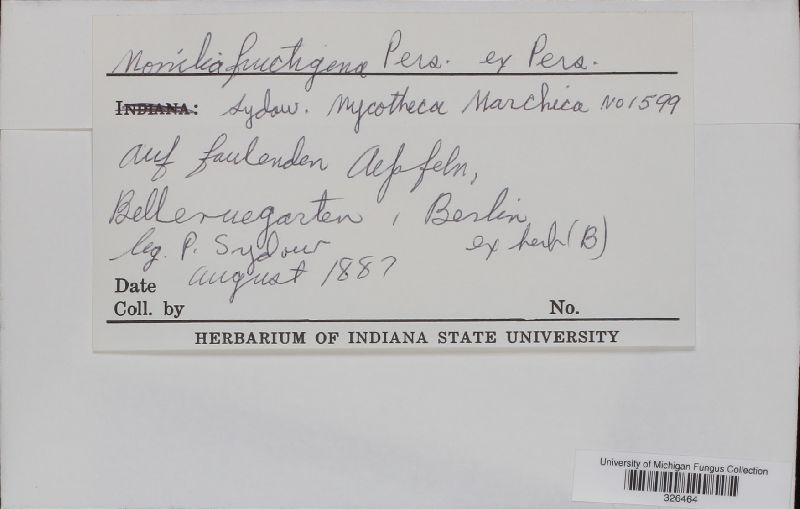 Monilia fructigena Pers. ex Pers.
INDIANA: Sydow. Mycotheca Marchica No 1599
auf faulenden Aepfeln,
Bellevuegarten, Berlin
leg. P. Sydow ex herb (B)
Date August 1887
Coll. by No.
HERBARIUM OF INDIANA STATE UNIVERSITY
University of Michigan Fungus Collection
326464